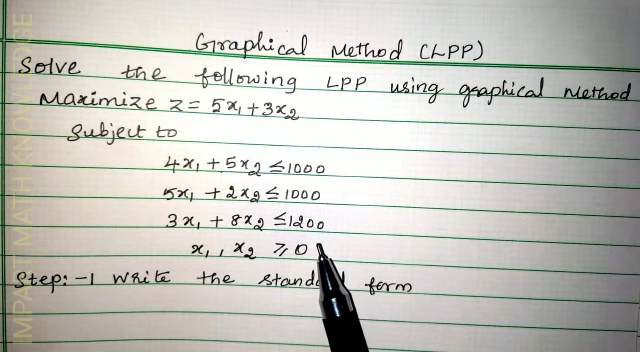 Graphical Method (LPP)
Solve the following LPP using graphical method
Maximize z = 5x₁ + 3x₂
Subject to
4x₁ + 5x₂ ≤ 1000
5x₁ + 2x₂ ≤ 1000
3x₁ + 8x₂ ≤ 1200
x₁, x₂ ≥ 0
Step:-1 Write the standard form